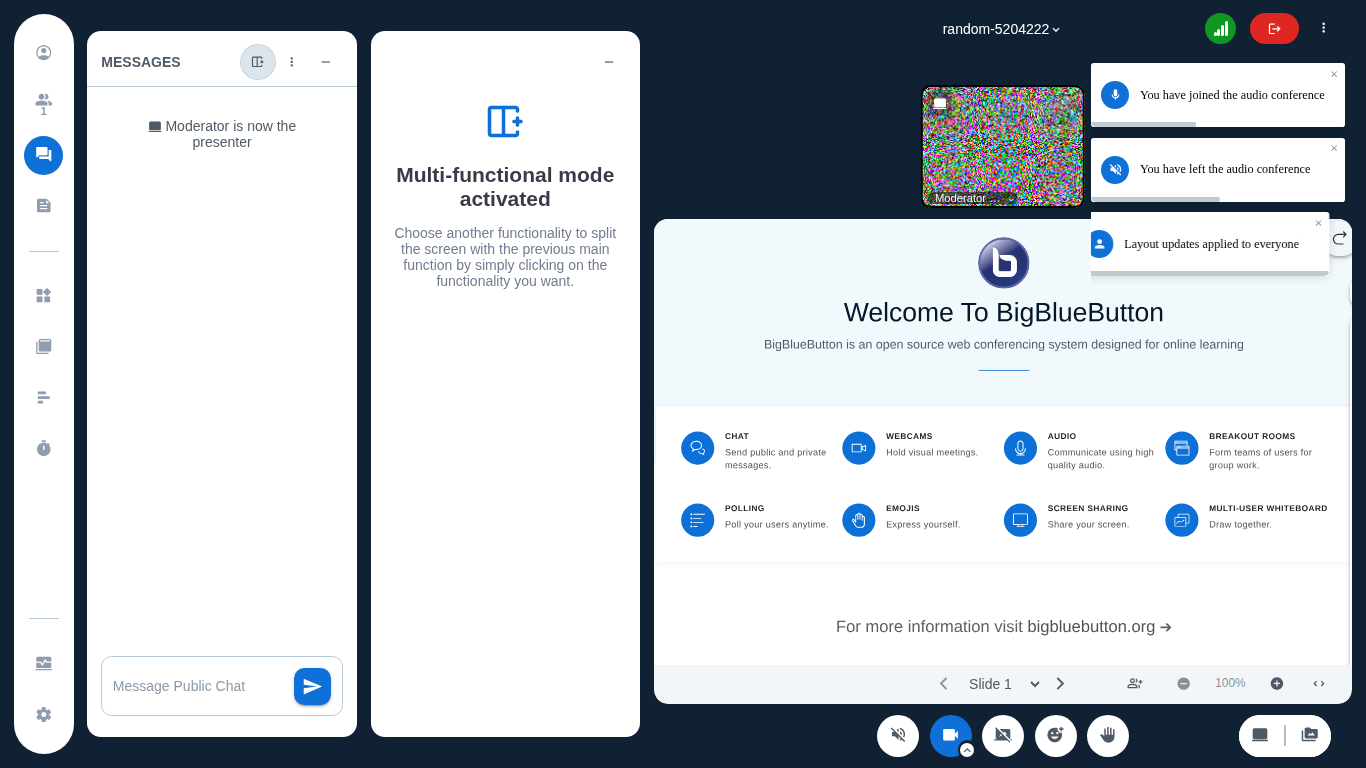 random-5204222
1
MESSAGES
Moderator is now the
presenter
Message Public Chat
Multi-functional mode
activated
Choose another functionality to split
the screen with the previous main
function by simply clicking on the
functionality you want.
Moderator ...
You have joined the audio conference
You have left the audio conference
Layout updates applied to everyone
Welcome To BigBlueButton
BigBlueButton is an open source web conferencing system designed for online learning
CHAT
Send public and private
messages.
WEBCAMS
Hold visual meetings.
AUDIO
Communicate using high
quality audio.
BREAKOUT ROOMS
Form teams of users for
group work.
POLLING
Poll your users anytime.
EMOJIS
Express yourself.
SCREEN SHARING
Share your screen.
MULTI-USER WHITEBOARD
Draw together.
For more information visit bigbluebutton.org →
Slide 1
100%